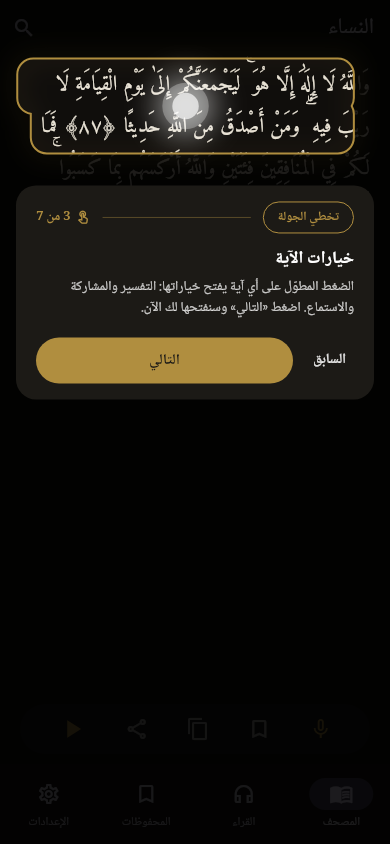 النساء
لَّهُ لَا إِلَٰهَ إِلَّا هُوَ ۚ لَيَجْمَعَنَّكُمْ إِلَىٰ يَوْمِ الْقِيَامَةِ لَا
بَ فِيهِ ۗ وَمَنْ أَصْدَقُ مِنَ اللَّهِ حَدِيثًا ﴿٨٧﴾ ۞ فَمَا
لَكُمْ فِي الْمُنَافِقِينَ فِئَتَيْنِ وَاللَّهُ أَرْكَسَهُم بِمَا كَسَبُوا
تخطي الجولة
3 من 7
خيارات الآية
الضغط المطوّل على أي آية يفتح خياراتها: التفسير والمشاركة
والاستماع. اضغط «التالي» وسنفتحها لك الآن.
السابق
التالي
المصحف
القراء
المحفوظات
الإعدادات